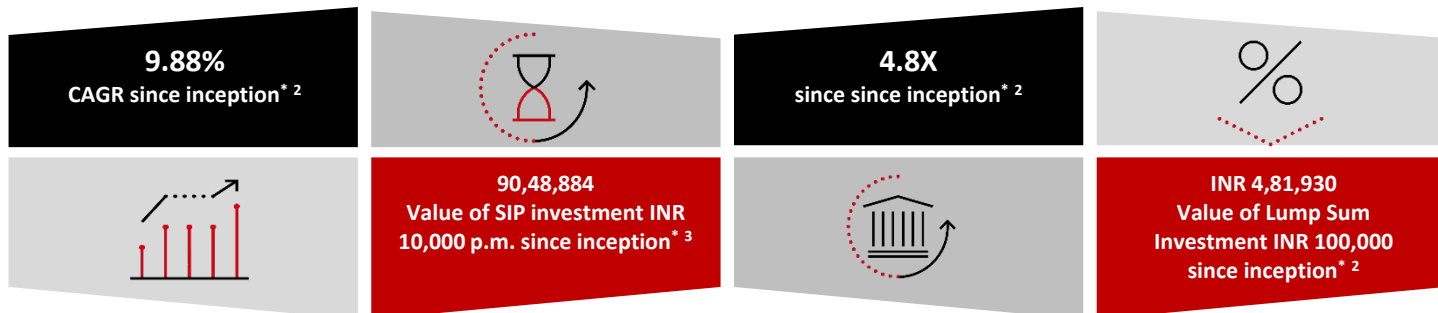 9.88%
CAGR since inception* 2
4.8X
since since inception* 2
90,48,884
Value of SIP investment INR
10,000 p.m. since inception* 3
INR 4,81,930
Value of Lump Sum
Investment INR 100,000
since inception* 2